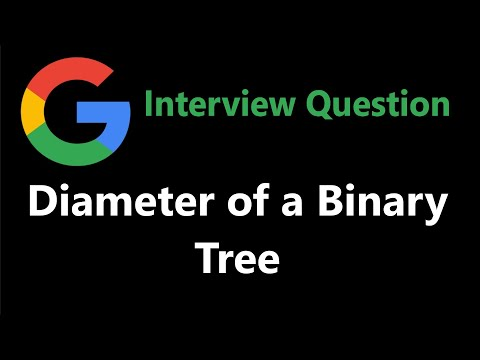 Interview Question
Diameter of a Binary
Tree